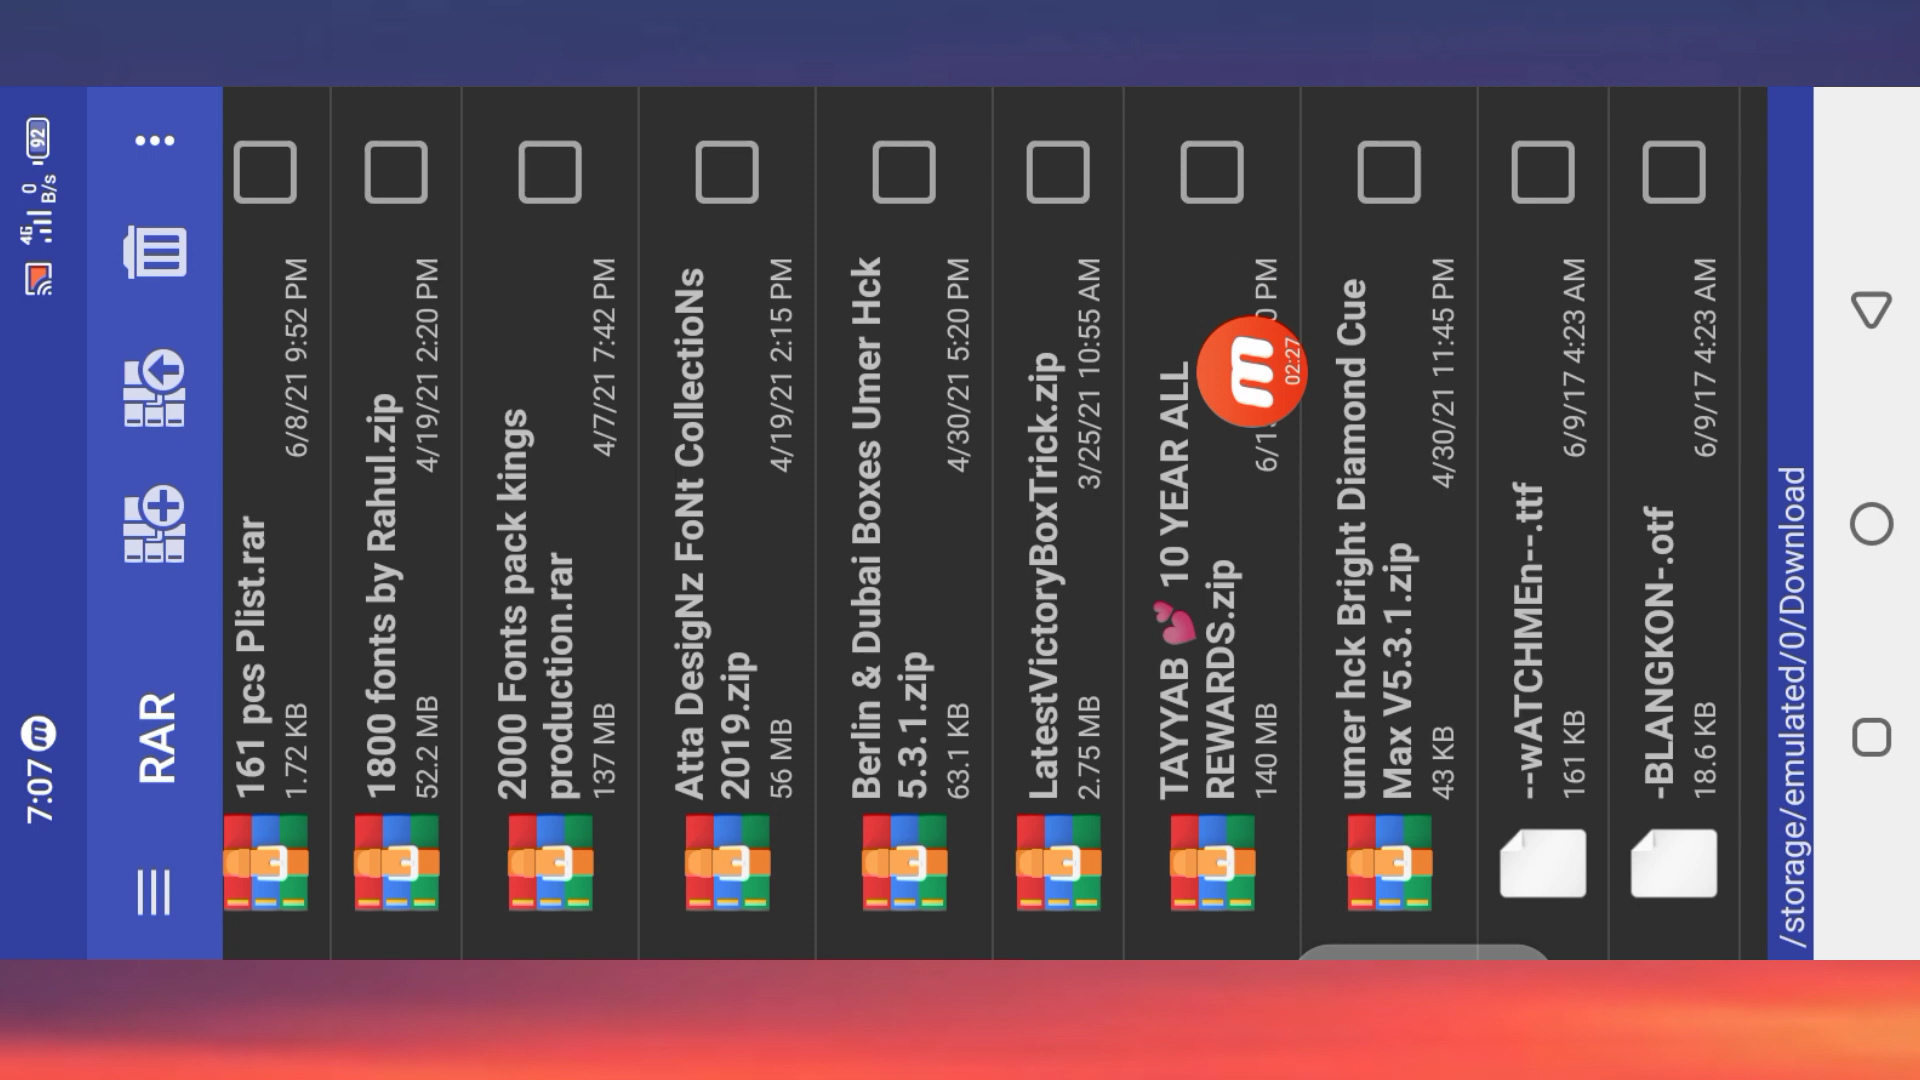 7:07
4G
0
B/s
92
RAR
161 pcs Plist.rar
1.72 KB
6/8/21 9:52 PM
1800 fonts by Rahul.zip
52.2 MB
4/19/21 2:20 PM
2000 Fonts pack kings
production.rar
137 MB
4/7/21 7:42 PM
Atta DesigNz FoNt CollectioNs
2019.zip
56 MB
4/19/21 2:15 PM
Berlin & Dubai Boxes Umer Hck
5.3.1.zip
63.1 KB
4/30/21 5:20 PM
LatestVictoryBoxTrick.zip
2.75 MB
3/25/21 10:55 AM
TAYYAB 💕 10 YEAR ALL
REWARDS.zip
140 MB
PM
02:27
umer hck Bright Diamond Cue
Max V5.3.1.zip
43 KB
4/30/21 11:45 PM
--wATCHMEn--.ttf
161 KB
6/9/17 4:23 AM
-BLANGKON-.otf
18.6 KB
6/9/17 4:23 AM
/storage/emulated/0/Download